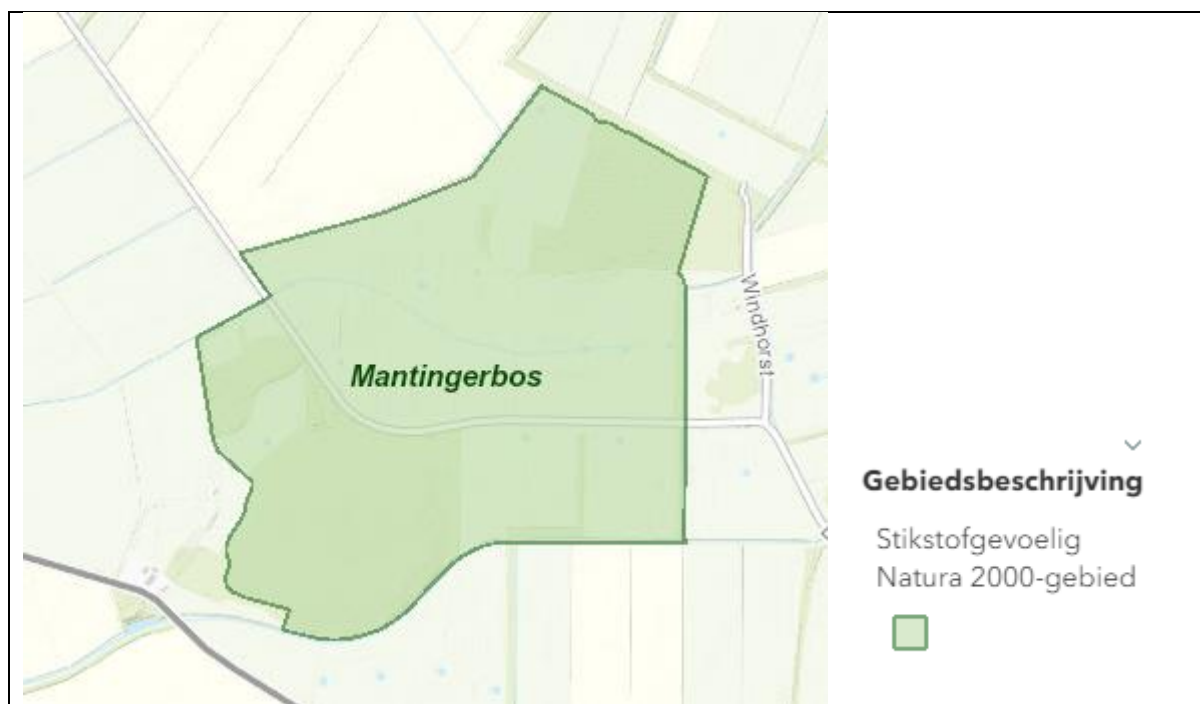 Mantingerbos
Windhorst
Gebiedsbeschrijving
Stikstofgevoelig
Natura 2000-gebied